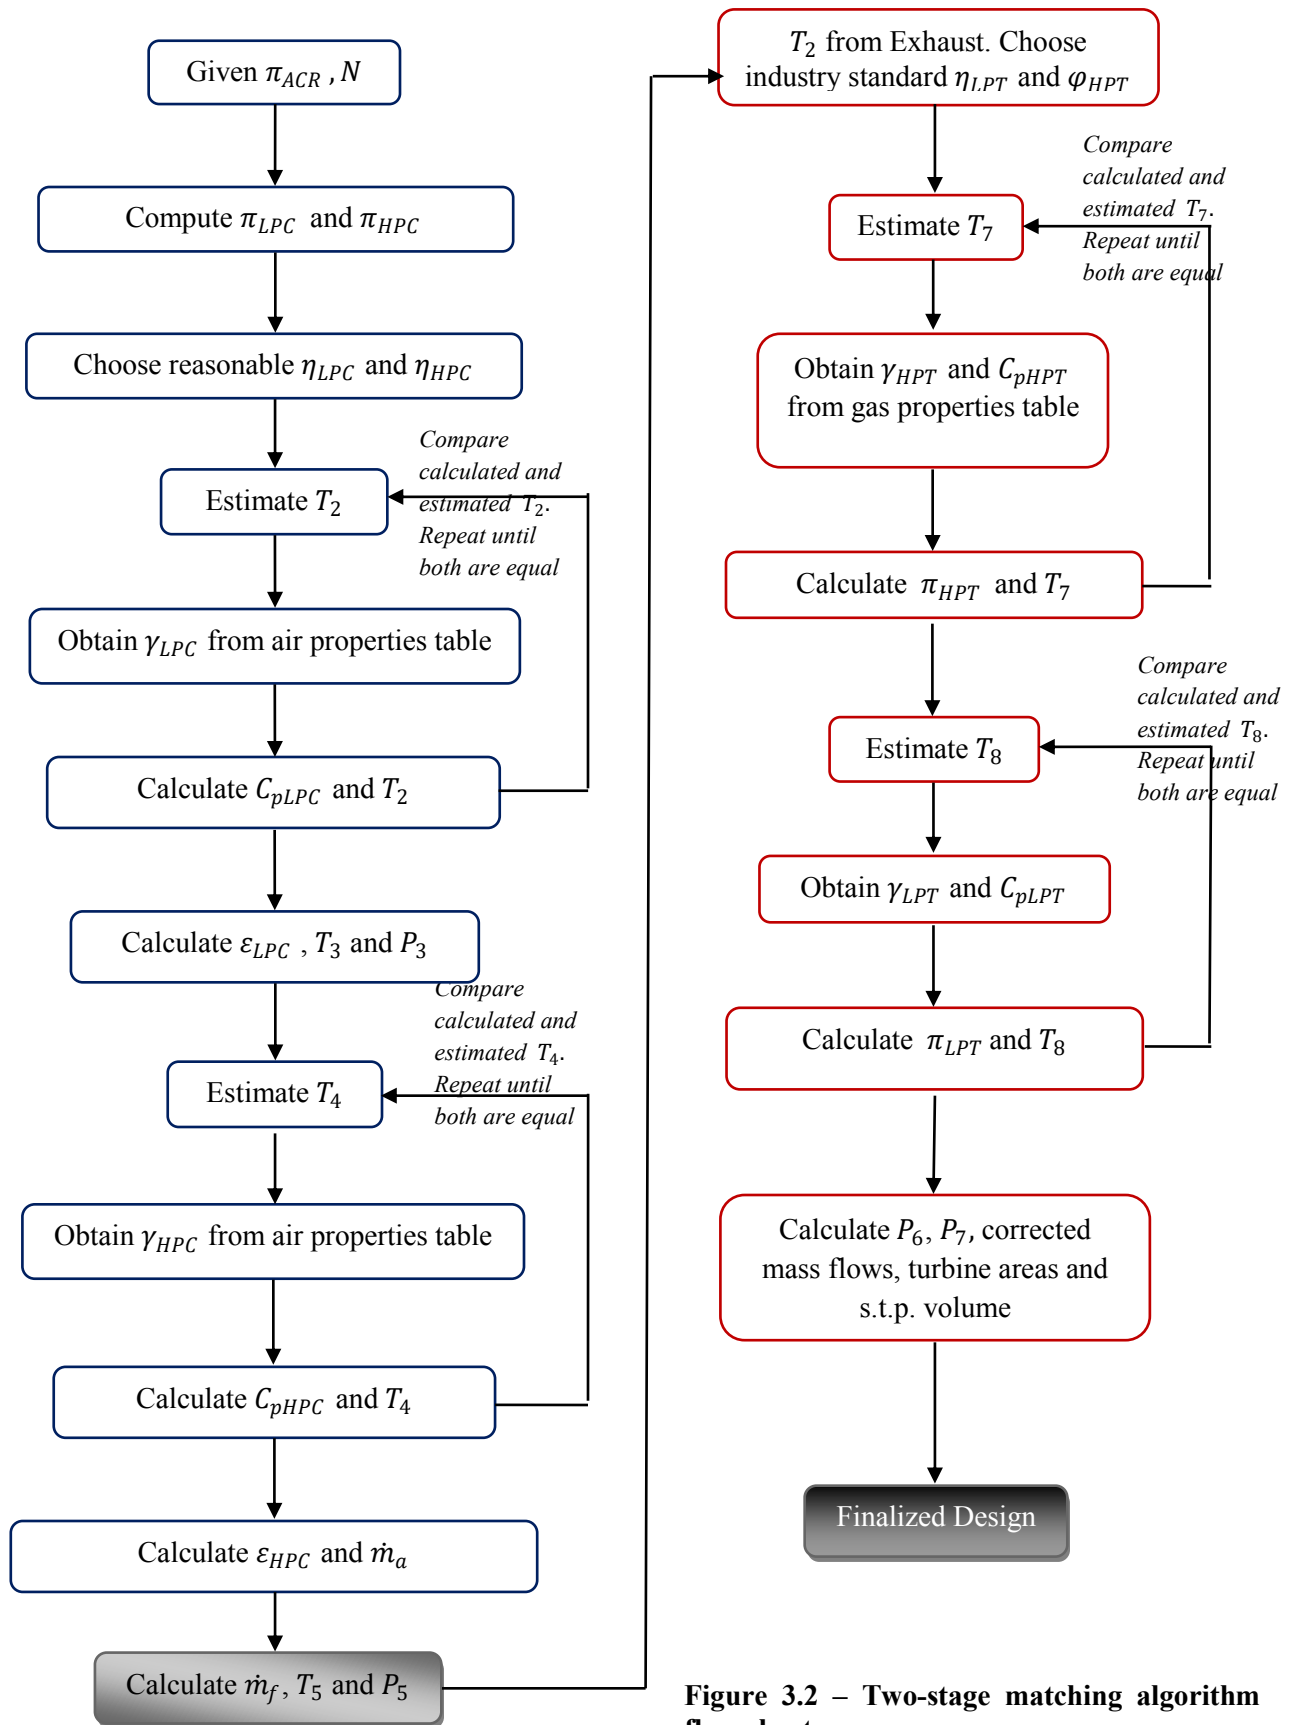 Given π_ACR , N
Compute π_LPC and π_HPC
Choose reasonable η_LPC and η_HPC
Estimate T_2
Compare
calculated and
estimated T_2.
Repeat until
both are equal
Obtain γ_LPC from air properties table
Calculate C_pLPC and T_2
Calculate ε_LPC , T_3 and P_3
Compare
calculated and
estimated T_4.
Repeat until
both are equal
Estimate T_4
Obtain γ_HPC from air properties table
Calculate C_pHPC and T_4
Calculate ε_HPC and ṁ_a
Calculate ṁ_f, T_5 and P_5
T_2 from Exhaust. Choose
industry standard η_LPT and φ_HPT
Compare
calculated and
estimated T_7.
Repeat until
both are equal
Estimate T_7
Obtain γ_HPT and C_pHPT
from gas properties table
Calculate π_HPT and T_7
Compare
calculated and
estimated T_8.
Repeat until
both are equal
Estimate T_8
Obtain γ_LPT and C_pLPT
Calculate π_LPT and T_8
Calculate P_6, P_7, corrected
mass flows, turbine areas and
s.t.p. volume
Finalized Design
Figure 3.2 – Two-stage matching algorithm